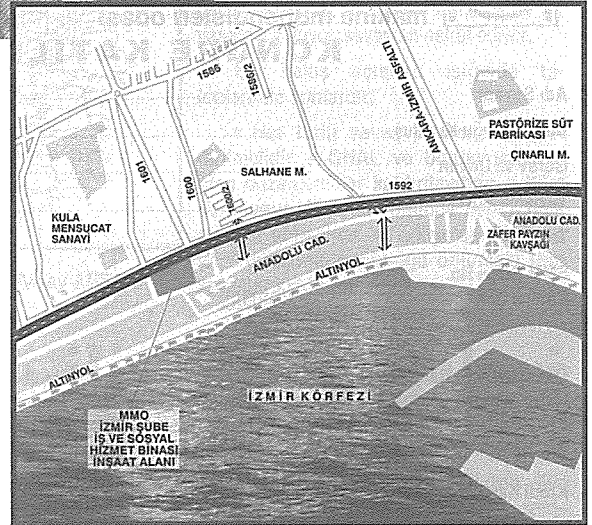 1586
1586/2
ANKARA-İZMİR ASFALTI
PASTÖRİZE SÜT
FABRİKASI
ÇINARLI M.
1601
1600
1600/2
SALHANE M.
1592
KULA
MENSUCAT
SANAYİ
ANADOLU CAD.
ANADOLU CAD.
ZAFER PAYZIN
KAVŞAĞI
ALTINYOL
ALTINYOL
İZMİR KÖRFEZİ
MMO
İZMİR ŞUBE
İŞ VE SOSYAL
HİZMET BİNASI
İNŞAAT ALANI